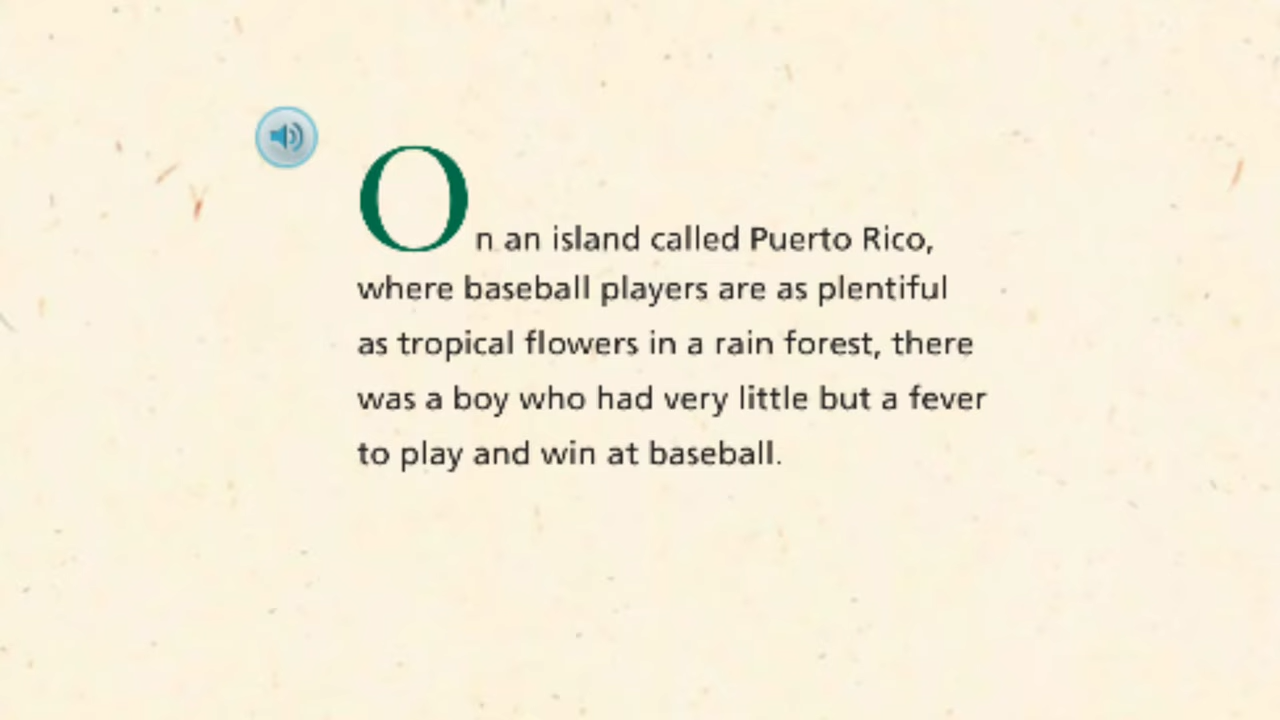 On an island called Puerto Rico,
where baseball players are as plentiful
as tropical flowers in a rain forest, there
was a boy who had very little but a fever
to play and win at baseball.